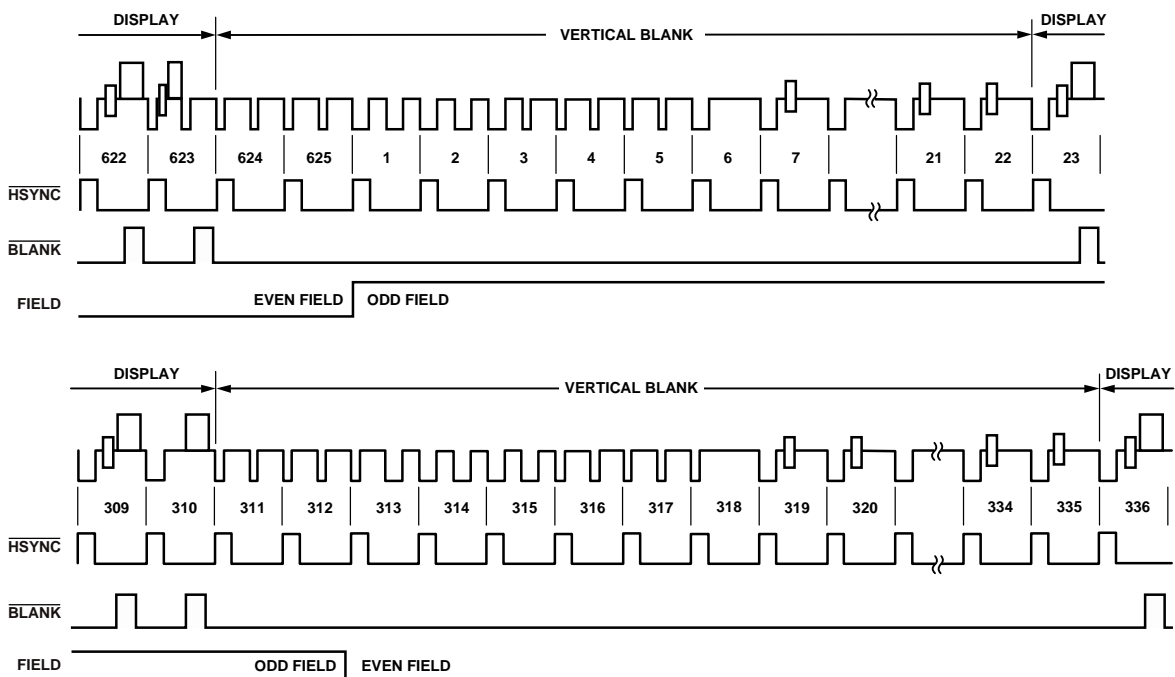 DISPLAY VERTICAL BLANK DISPLAY
622 623 624 625 1 2 3 4 5 6 7 21 22 23
HSYNC
BLANK
FIELD EVEN FIELD ODD FIELD
DISPLAY VERTICAL BLANK DISPLAY
309 310 311 312 313 314 315 316 317 318 319 320 334 335 336
HSYNC
BLANK
FIELD ODD FIELD EVEN FIELD